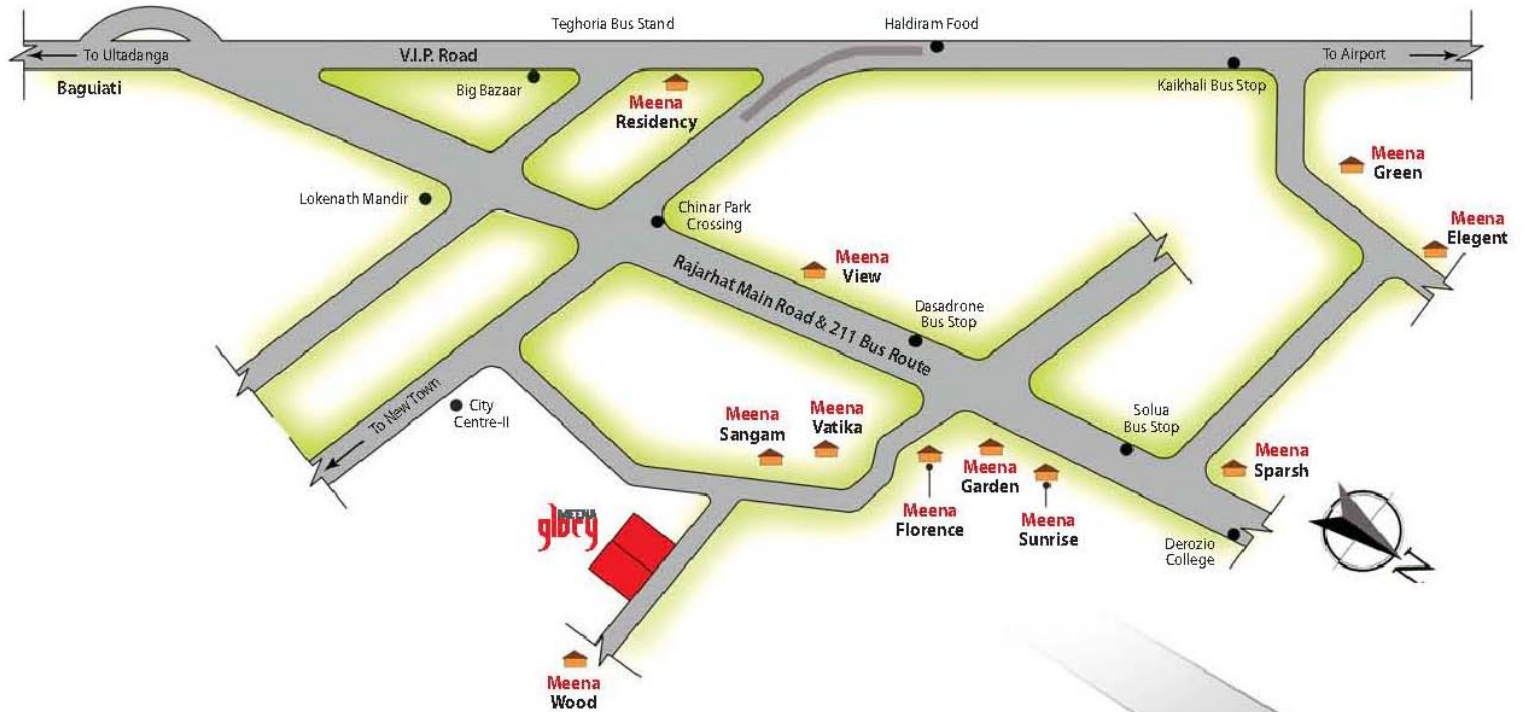 Teghoria Bus Stand
Haldiram Food
To Ultadanga
V.I.P. Road
To Airport
Baguiati
Big Bazaar
Kaikhali Bus Stop
Meena
Residency
Meena
Green
Lokenath Mandir
Chinar Park
Crossing
Meena
Elegent
Meena
View
Rajarhat Main Road & 211 Bus Route
Dasadrone
Bus Stop
To New Town
City
Centre-II
Meena
Sangam
Meena
Vatika
Solua
Bus Stop
Meena
Sparsh
Meena
Garden
Meena
Florence
Meena
Sunrise
MEENA
glory
Derozio
College
N
Meena
Wood